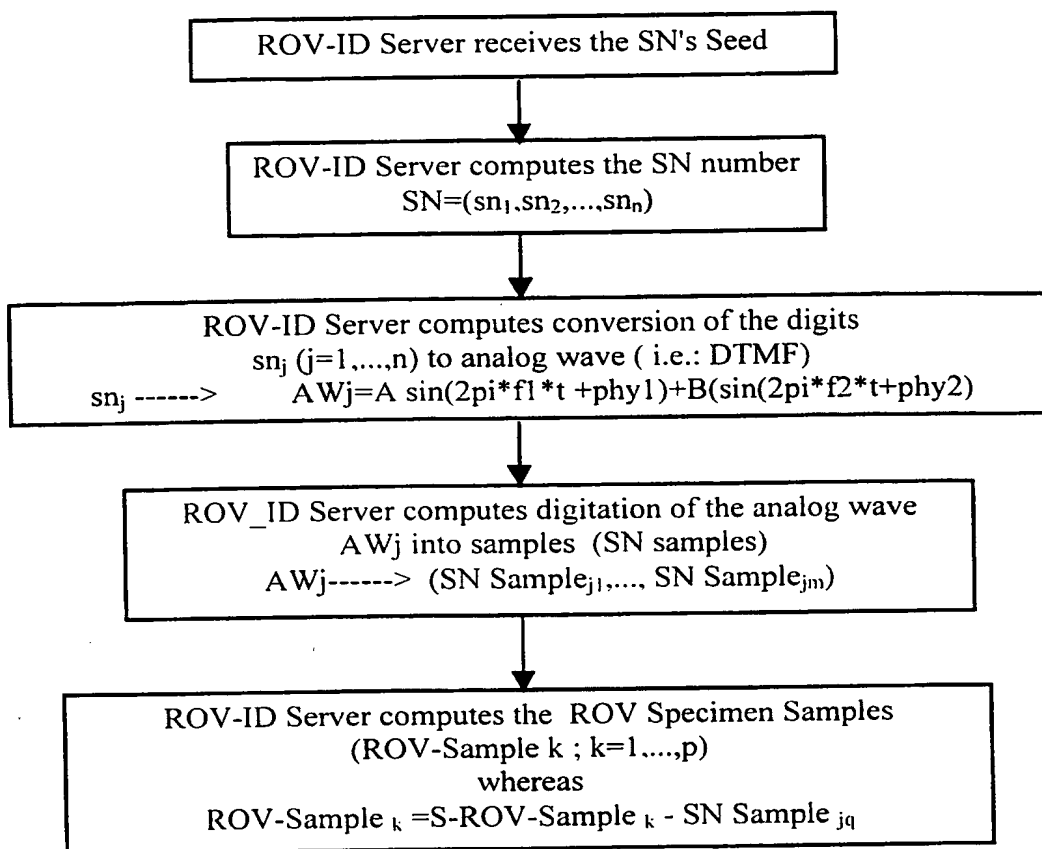 ROV-ID Server receives the SN's Seed
ROV-ID Server computes the SN number
SN=(sn₁,sn₂,...,snₙ)
ROV-ID Server computes conversion of the digits
snⱼ (j=1,...,n) to analog wave ( i.e.: DTMF)
snⱼ ------> AWj=A sin(2pi*f1*t +phy1)+B(sin(2pi*f2*t+phy2)
ROV_ID Server computes digitation of the analog wave
AWj into samples (SN samples)
AWj------> (SN Sampleⱼ₁,..., SN Sampleⱼₘ)
ROV-ID Server computes the ROV Specimen Samples
(ROV-Sample k ; k=1,...,p)
whereas
ROV-Sample ₖ =S-ROV-Sample ₖ - SN Sample jq